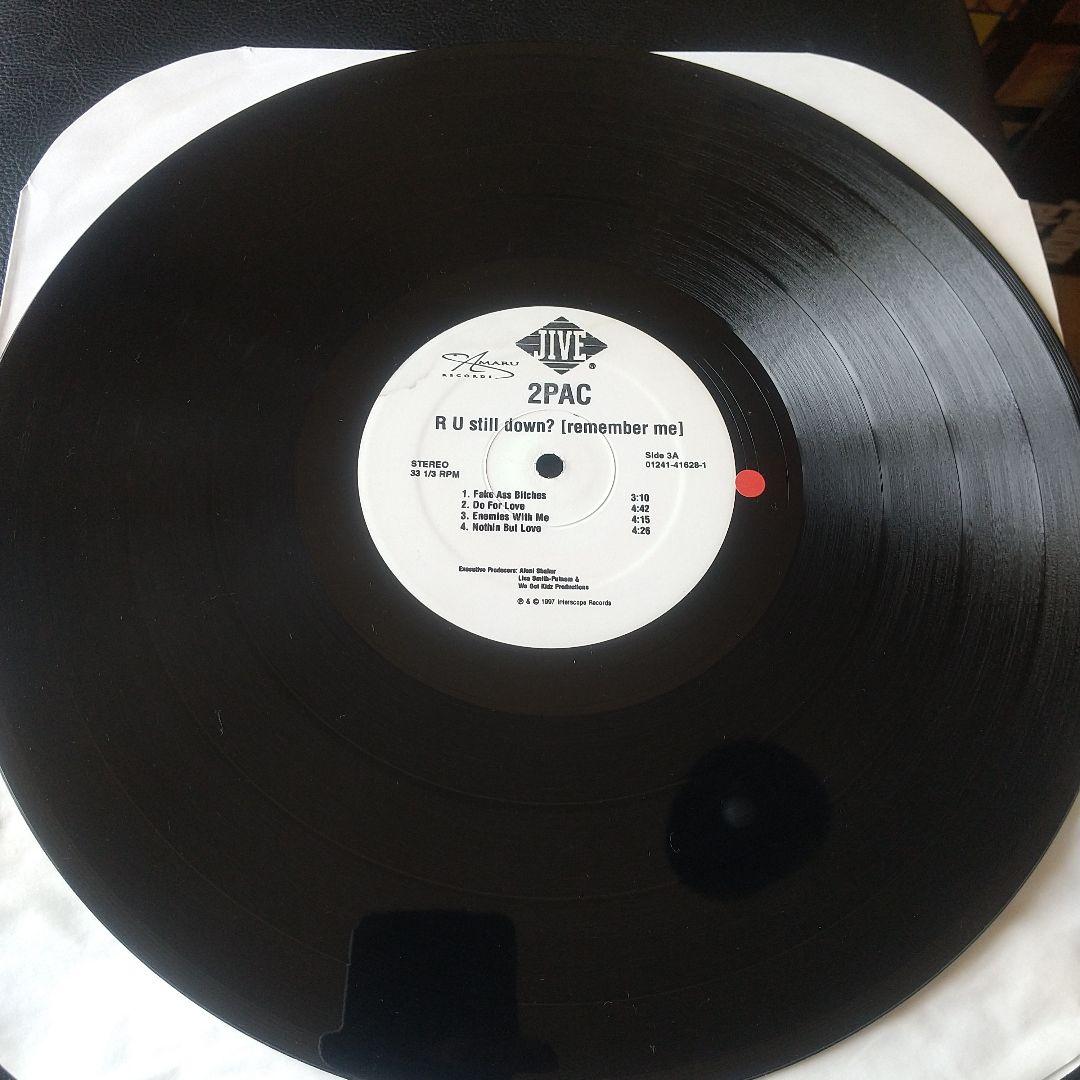 JIVE
®
AMARU
RECORDS
2PAC
R U still down? [remember me]
STEREO
33 1/3 RPM
Side 3A
01241-41628-1
1. Fake Ass Bitches 3:10
2. Do For Love 4:42
3. Enemies With Me 4:15
4. Nothin But Love 4:26
Executive Producers: Afeni Shakur
Lisa Smith-Putnam &
We Got Kidz Productions
℗ & © 1997 Interscope Records